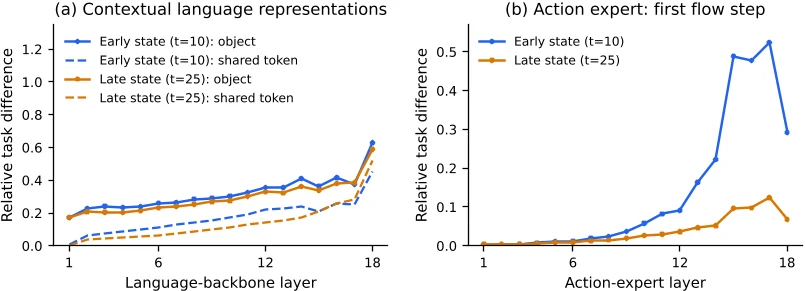 (a) Contextual language representations
Relative task difference
1.2
1.0
0.8
0.6
0.4
0.2
0.0
Early state (t=10): object
Early state (t=10): shared token
Late state (t=25): object
Late state (t=25): shared token
1 6 12 18
Language-backbone layer
(b) Action expert: first flow step
Relative task difference
0.5
0.4
0.3
0.2
0.1
0.0
Early state (t=10)
Late state (t=25)
1 6 12 18
Action-expert layer